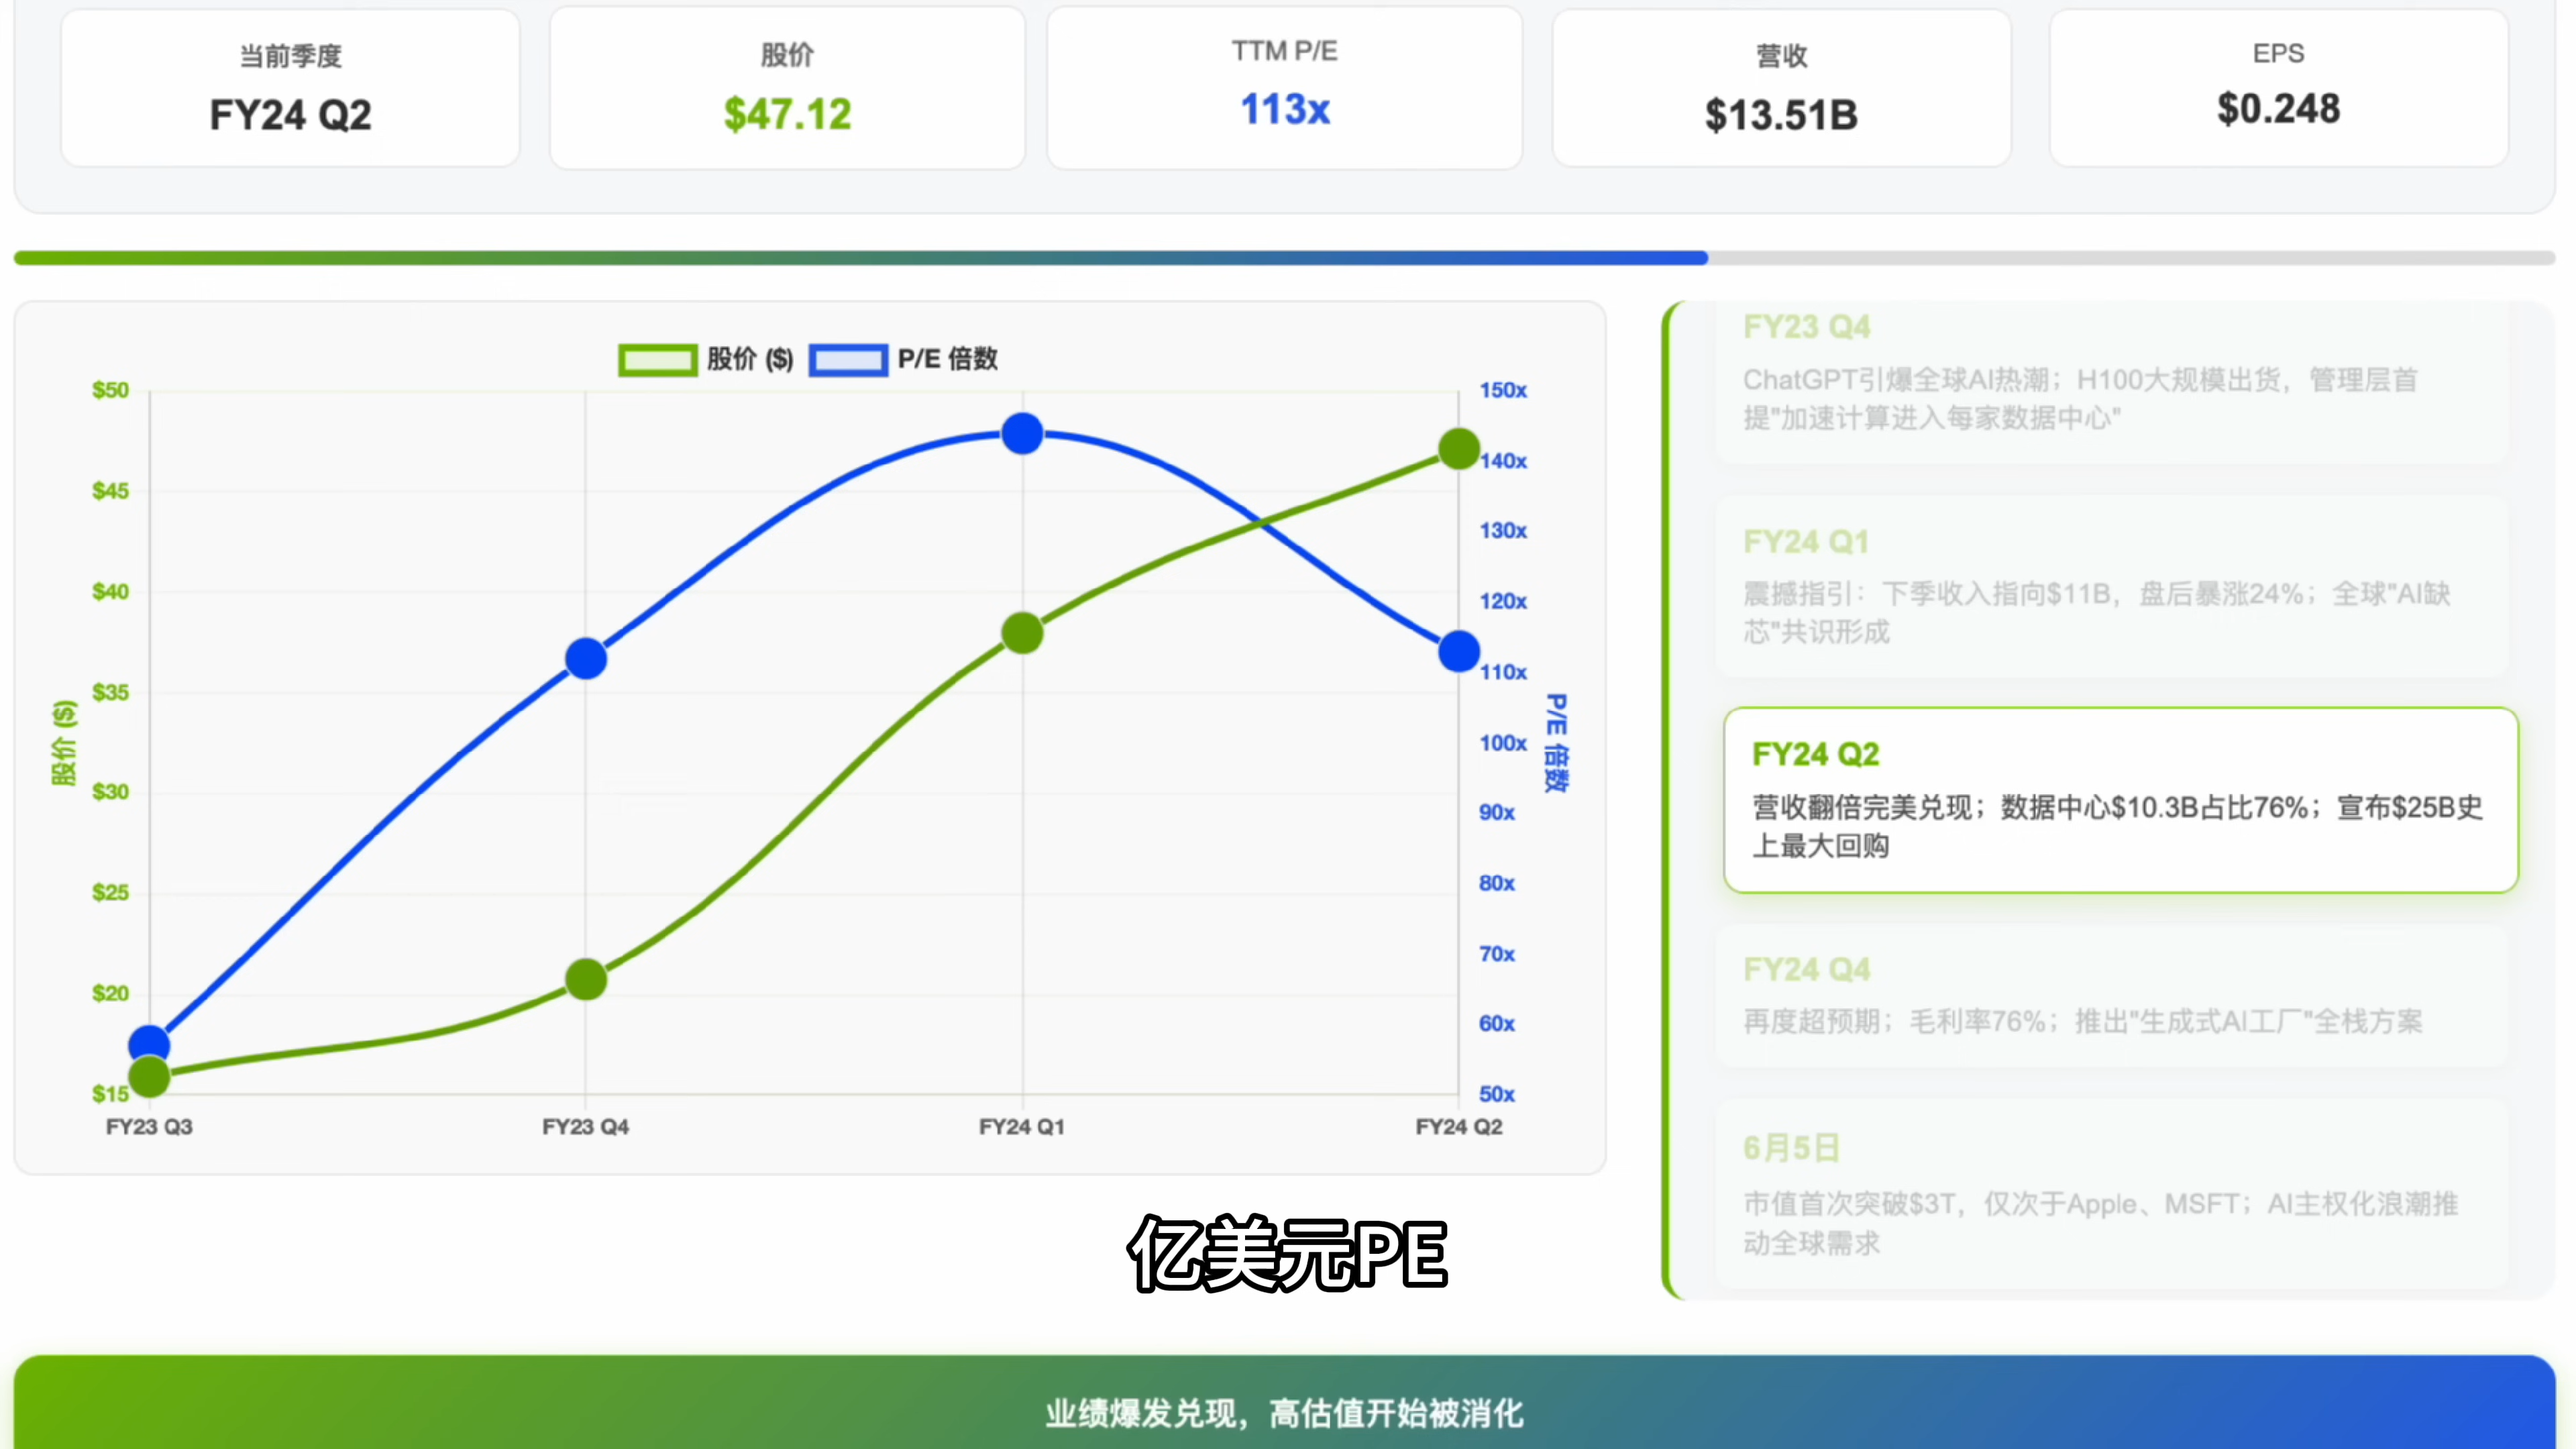 当前季度
FY24 Q2
股价
$47.12
TTM P/E
113x
营收
$13.51B
EPS
$0.248
股价 ($)
P/E 倍数
$50
$45
$40
$35
$30
$25
$20
$15
股价 ($)
150x
140x
130x
120x
110x
100x
90x
80x
70x
60x
50x
P/E 倍数
FY23 Q3
FY23 Q4
FY24 Q1
FY24 Q2
FY23 Q4
ChatGPT引爆全球AI热潮；H100大规模出货，管理层首
提"加速计算进入每家数据中心"
FY24 Q1
震撼指引：下季收入指向$11B，盘后暴涨24%；全球"AI缺
芯"共识形成
FY24 Q2
营收翻倍完美兑现；数据中心$10.3B占比76%；宣布$25B史
上最大回购
FY24 Q4
再度超预期；毛利率76%；推出"生成式AI工厂"全栈方案
6月5日
市值首次突破$3T，仅次于Apple、MSFT；AI主权化浪潮推
动全球需求
亿美元PE
业绩爆发兑现，高估值开始被消化